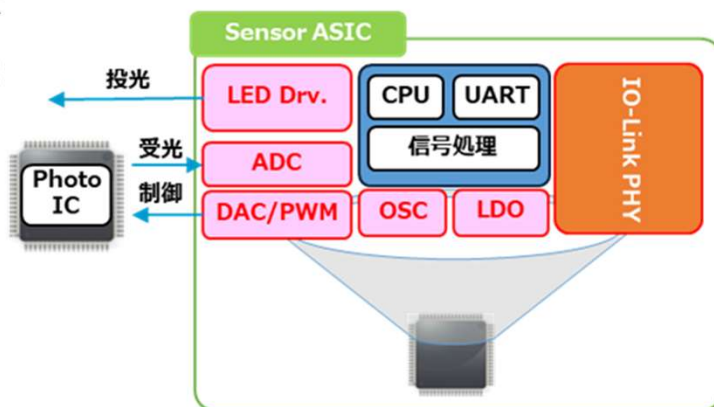 Sensor ASIC
投光
LED Drv.
CPU
UART
信号処理
IO-Link PHY
受光
ADC
Photo
IC
制御
DAC/PWM
OSC
LDO